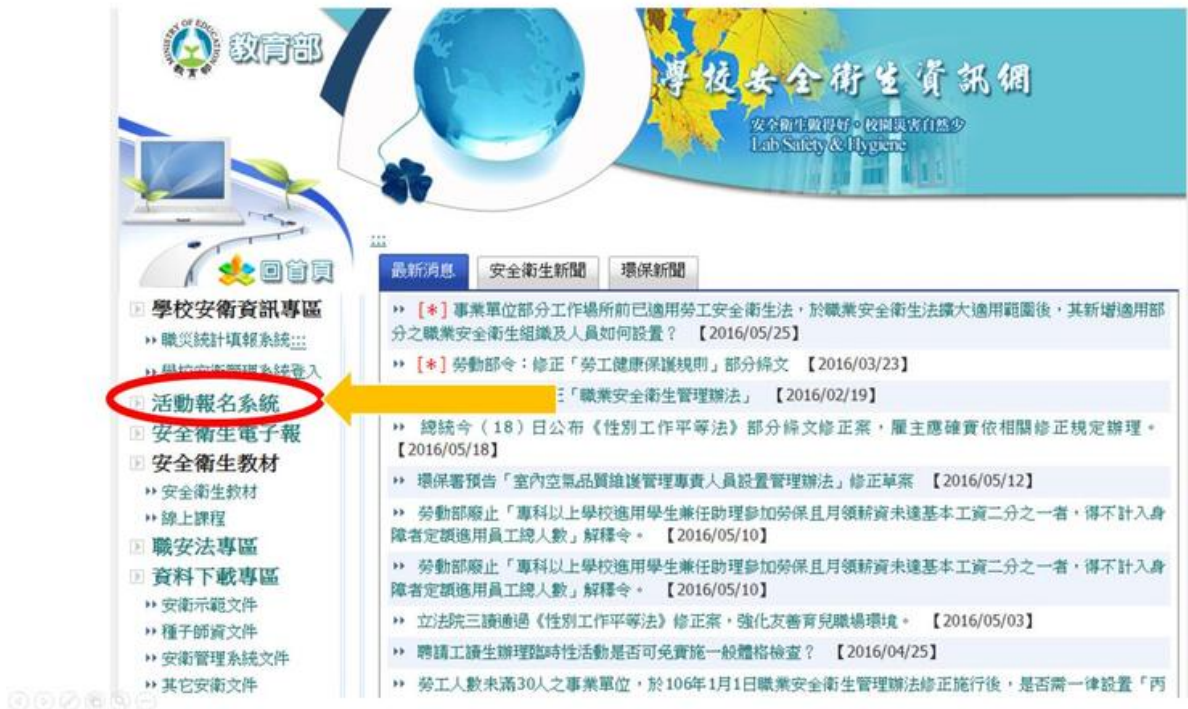 MINISTRY OF EDUCATION
教育部
教育部
學校安全衛生資訊網
安全衛生做得好，校園災害自然少
Lab Safety & Hygiene
回首頁
:::
最新消息
安全衛生新聞
環保新聞
學校安衛資訊專區
職災統計填報系統:::
學校安衛管理系統登入
活動報名系統
安全衛生電子報
安全衛生教材
安全衛生教材
線上課程
職安法專區
資料下載專區
安衛示範文件
種子師資文件
安衛管理系統文件
其它安衛文件
[*] 事業單位部分工作場所前已適用勞工安全衛生法，於職業安全衛生法擴大適用範圍後，其新增適用部
分之職業安全衛生組織及人員如何設置？ 【2016/05/25】
[*] 勞動部令：修正「勞工健康保護規則」部分條文 【2016/03/23】
「職業安全衛生管理辦法」 【2016/02/19】
總統今（18）日公布《性別工作平等法》部分條文修正案，雇主應確實依相關修正規定辦理。
【2016/05/18】
環保署預告「室內空氣品質維護管理專責人員設置管理辦法」修正草案 【2016/05/12】
勞動部廢止「專科以上學校進用學生兼任助理參加勞保且月領薪資未達基本工資二分之一者，得不計入身
障者定額進用員工總人數」解釋令。 【2016/05/10】
勞動部廢止「專科以上學校進用學生兼任助理參加勞保且月領薪資未達基本工資二分之一者，得不計入身
障者定額進用員工總人數」解釋令。 【2016/05/10】
立法院三讀通過《性別工作平等法》修正案，強化友善育兒職場環境。 【2016/05/03】
聘請工讀生辦理臨時性活動是否可免實施一般體格檢查？ 【2016/04/25】
勞工人數未滿30人之事業單位，於106年1月1日職業安全衛生管理辦法修正施行後，是否需一律設置「丙